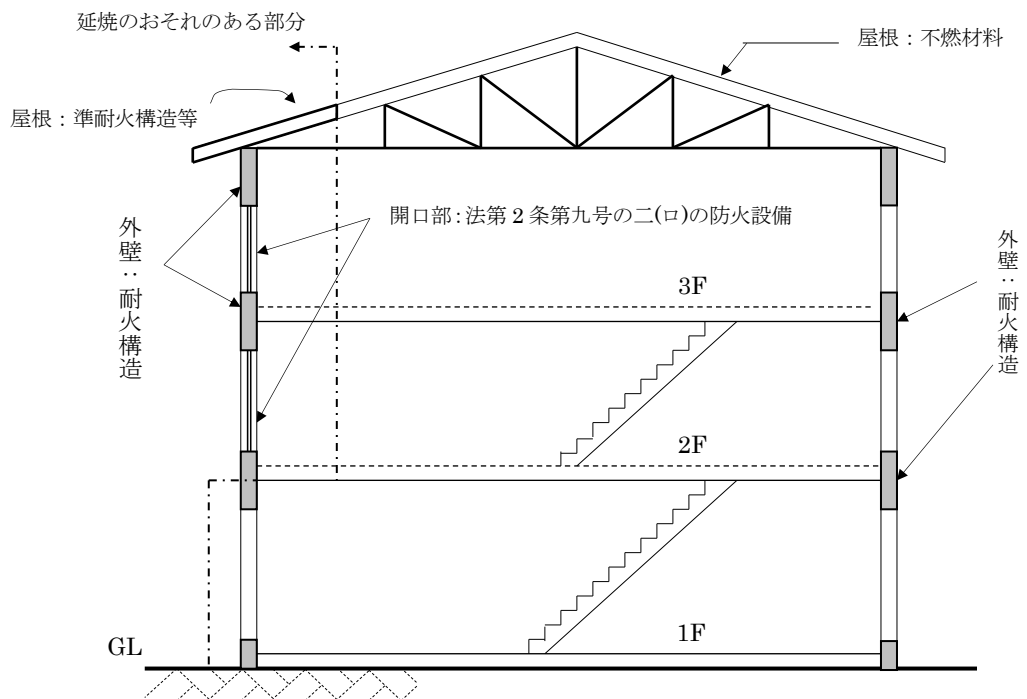 延焼のおそれのある部分
屋根：不燃材料
屋根：準耐火構造等
開口部：法第2条第九号の二(ロ)の防火設備
外壁：耐火構造
外壁：耐火構造
3F
2F
1F
GL